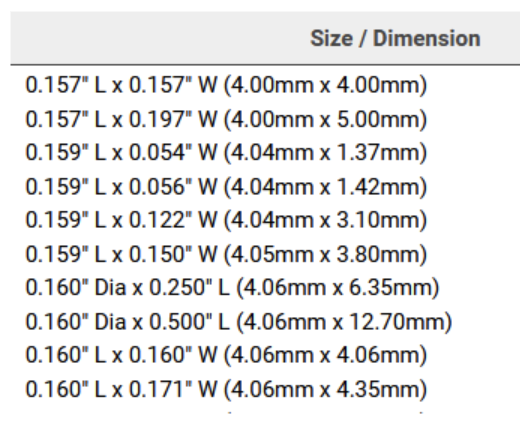 Size / Dimension
0.157" L x 0.157" W (4.00mm x 4.00mm)
0.157" L x 0.197" W (4.00mm x 5.00mm)
0.159" L x 0.054" W (4.04mm x 1.37mm)
0.159" L x 0.056" W (4.04mm x 1.42mm)
0.159" L x 0.122" W (4.04mm x 3.10mm)
0.159" L x 0.150" W (4.05mm x 3.80mm)
0.160" Dia x 0.250" L (4.06mm x 6.35mm)
0.160" Dia x 0.500" L (4.06mm x 12.70mm)
0.160" L x 0.160" W (4.06mm x 4.06mm)
0.160" L x 0.171" W (4.06mm x 4.35mm)